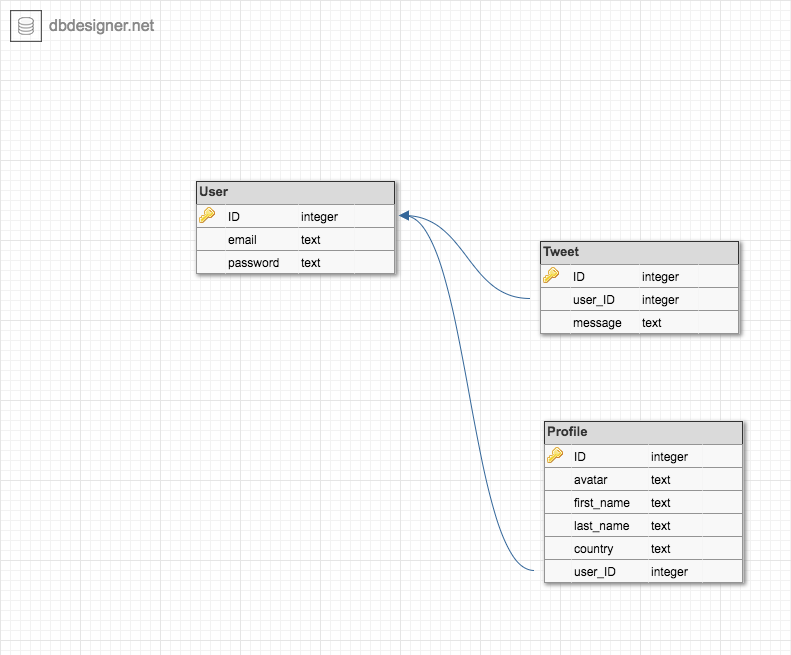 dbdesigner.net
User
ID integer
email text
password text
Tweet
ID integer
user_ID integer
message text
Profile
ID integer
avatar text
first_name text
last_name text
country text
user_ID integer